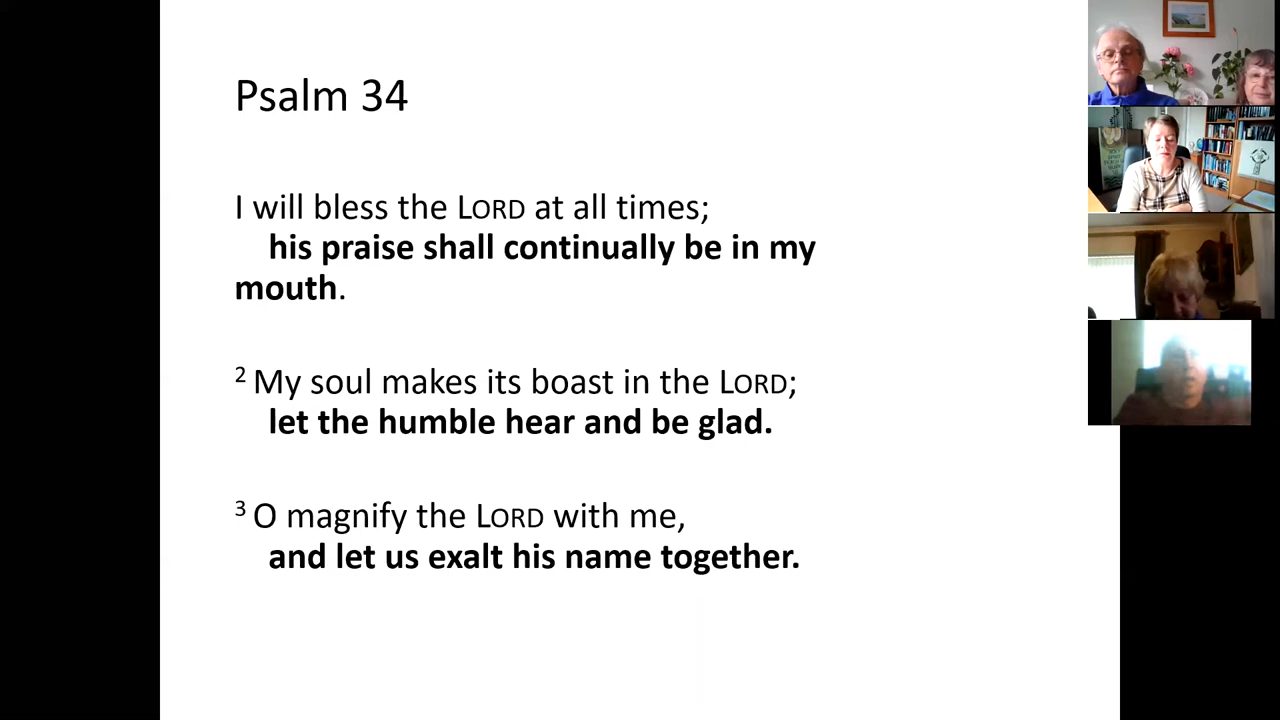 Psalm 34
I will bless the LORD at all times;
his praise shall continually be in my
mouth.
2 My soul makes its boast in the LORD;
let the humble hear and be glad.
3 O magnify the LORD with me,
and let us exalt his name together.